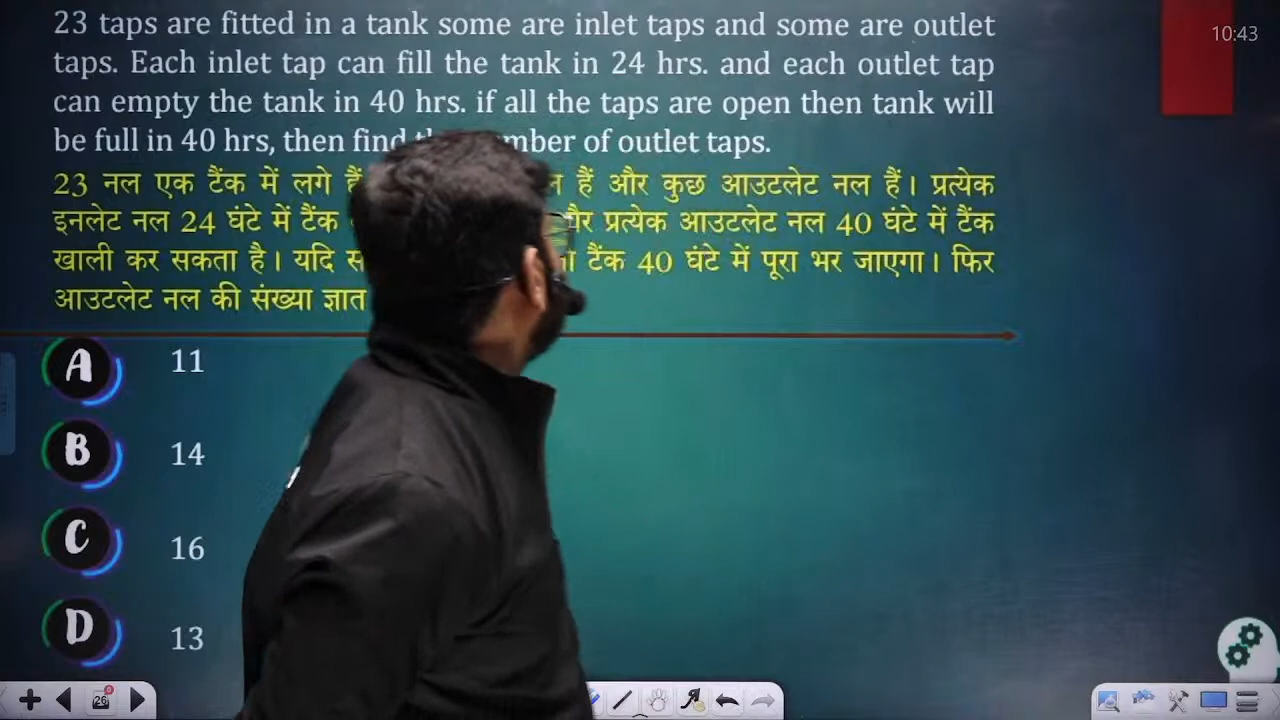 23 taps are fitted in a tank some are inlet taps and some are outlet
taps. Each inlet tap can fill the tank in 24 hrs. and each outlet tap
can empty the tank in 40 hrs. if all the taps are open then tank will
be full in 40 hrs, then find of outlet taps.
23 नल एक टैंक में लगे हैं और कुछ आउटलेट नल हैं। प्रत्येक
इनलेट नल 24 घंटे में टैंक प्रत्येक आउटलेट नल 40 घंटे में टैंक
खाली कर सकता है। यदि टैंक 40 घंटे में पूरा भर जाएगा। फिर
आउटलेट नल की संख्या ज्ञात
A 11
B 14
C 16
D 13
10:43
26